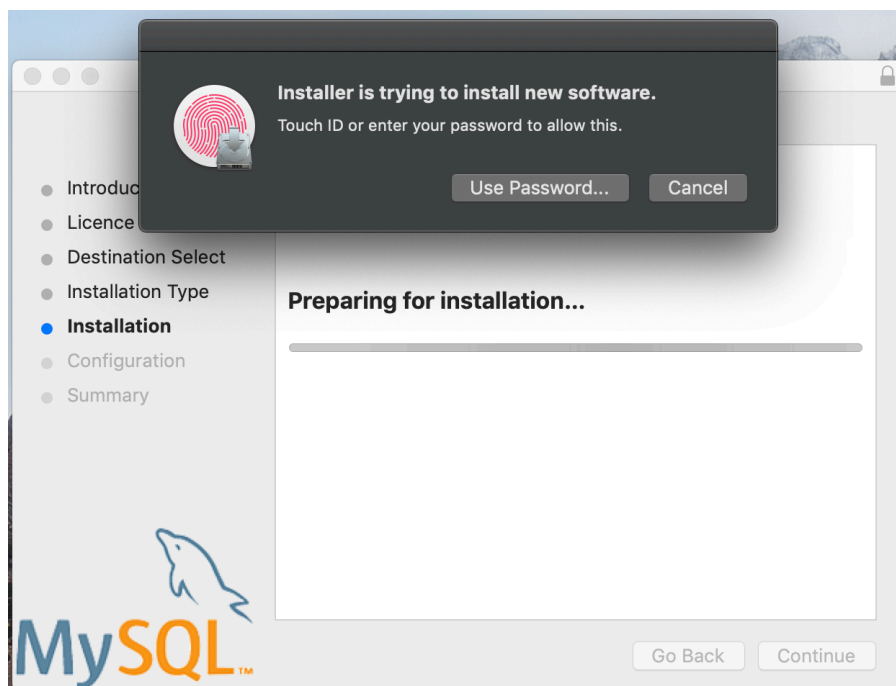 Installer is trying to install new software.
Touch ID or enter your password to allow this.
Use Password... Cancel
Introduc
Licence
Destination Select
Installation Type
Installation
Configuration
Summary
Preparing for installation...
MySQL™
Go Back Continue